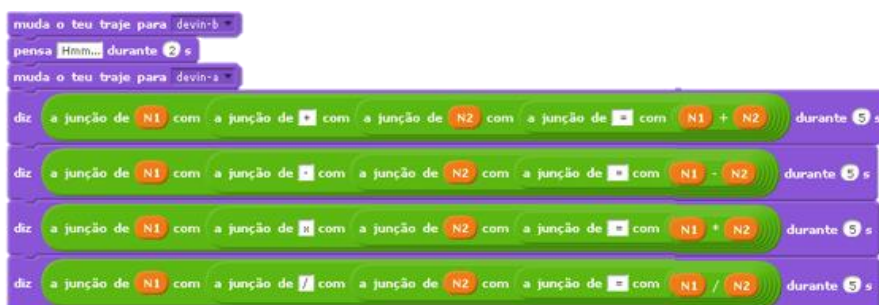 muda o teu traje para devin-b
pensa Hmm... durante 2 s
muda o teu traje para devin-a
diz a junção de N1 com a junção de + com a junção de N2 com a junção de = com N1 + N2 durante 5 s
diz a junção de N1 com a junção de - com a junção de N2 com a junção de = com N1 - N2 durante 5 s
diz a junção de N1 com a junção de x com a junção de N2 com a junção de = com N1 * N2 durante 5 s
diz a junção de N1 com a junção de / com a junção de N2 com a junção de = com N1 / N2 durante 5 s